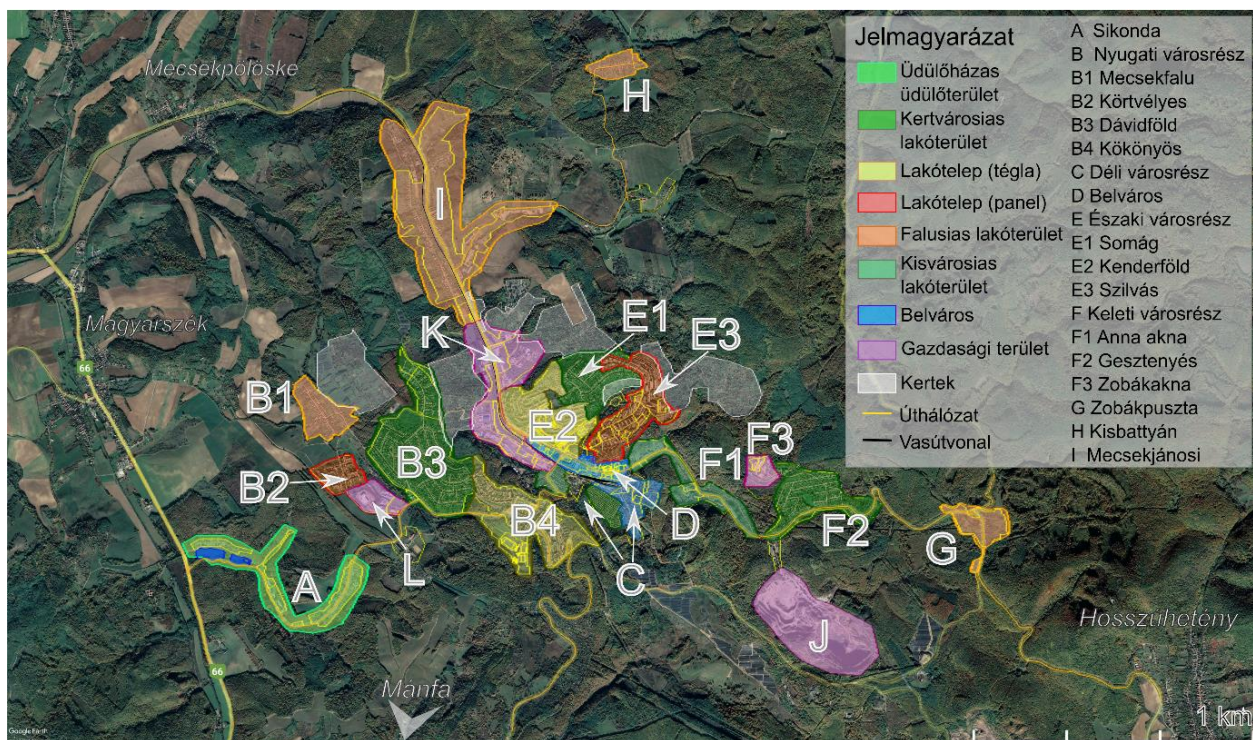 Jelmagyarázat
Üdülőházas
üdülőterület
Kertvárosias
lakóterület
Lakótelep (tégla)
Lakótelep (panel)
Falusias lakóterület
Kisvárosias
lakóterület
Belváros
Gazdasági terület
Kertek
Úthálózat
Vasútvonal
A Sikonda
B Nyugati városrész
B1 Mecsekfalu
B2 Körtvélyes
B3 Dávidföld
B4 Kökönyös
C Déli városrész
D Belváros
E Északi városrész
E1 Somág
E2 Kenderföld
E3 Szilvás
F Keleti városrész
F1 Anna akna
F2 Gesztenyés
F3 Zobákakna
G Zobákpuszta
H Kisbattyán
I Mecsekjánosi
Mecsekpölöske
H
I
Magyarszék
66
K
E1
E3
B1
E2
B3
F3
F1
B2
D
B4
F2
G
L
C
A
J
Hosszúhetény
66
Mánfa
1 km
Google Earth